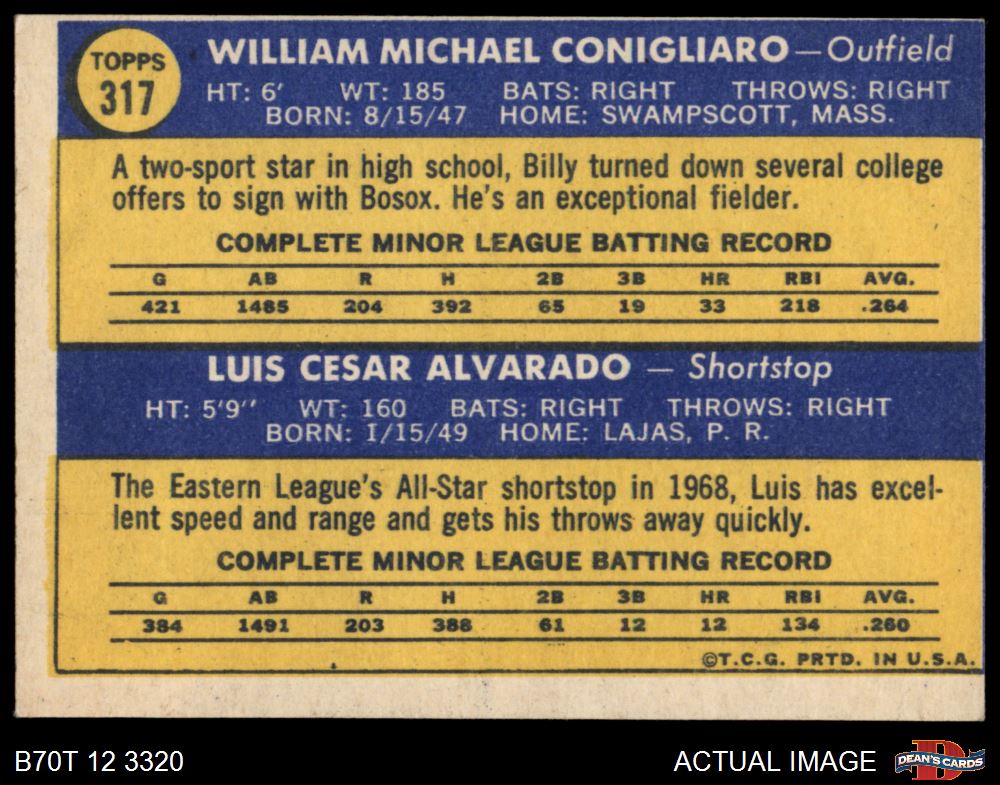 TOPPS
317
WILLIAM MICHAEL CONIGLIARO — Outfield
HT: 6' WT: 185 BATS: RIGHT THROWS: RIGHT
BORN: 8/15/47 HOME: SWAMPSCOTT, MASS.
A two-sport star in high school, Billy turned down several college
offers to sign with Bosox. He's an exceptional fielder.
COMPLETE MINOR LEAGUE BATTING RECORD
G AB R H 2B 3B HR RBI AVG.
421 1485 204 392 65 19 33 218 .264
LUIS CESAR ALVARADO — Shortstop
HT: 5'9" WT: 160 BATS: RIGHT THROWS: RIGHT
BORN: 1/15/49 HOME: LAJAS, P. R.
The Eastern League's All-Star shortstop in 1968, Luis has excel-
lent speed and range and gets his throws away quickly.
COMPLETE MINOR LEAGUE BATTING RECORD
G AB R H 2B 3B HR RBI AVG.
384 1491 203 388 61 12 12 134 .260
©T.C.G. PRTD. IN U.S.A.
B70T 12 3320
ACTUAL IMAGE
D
DEAN'S CARDS